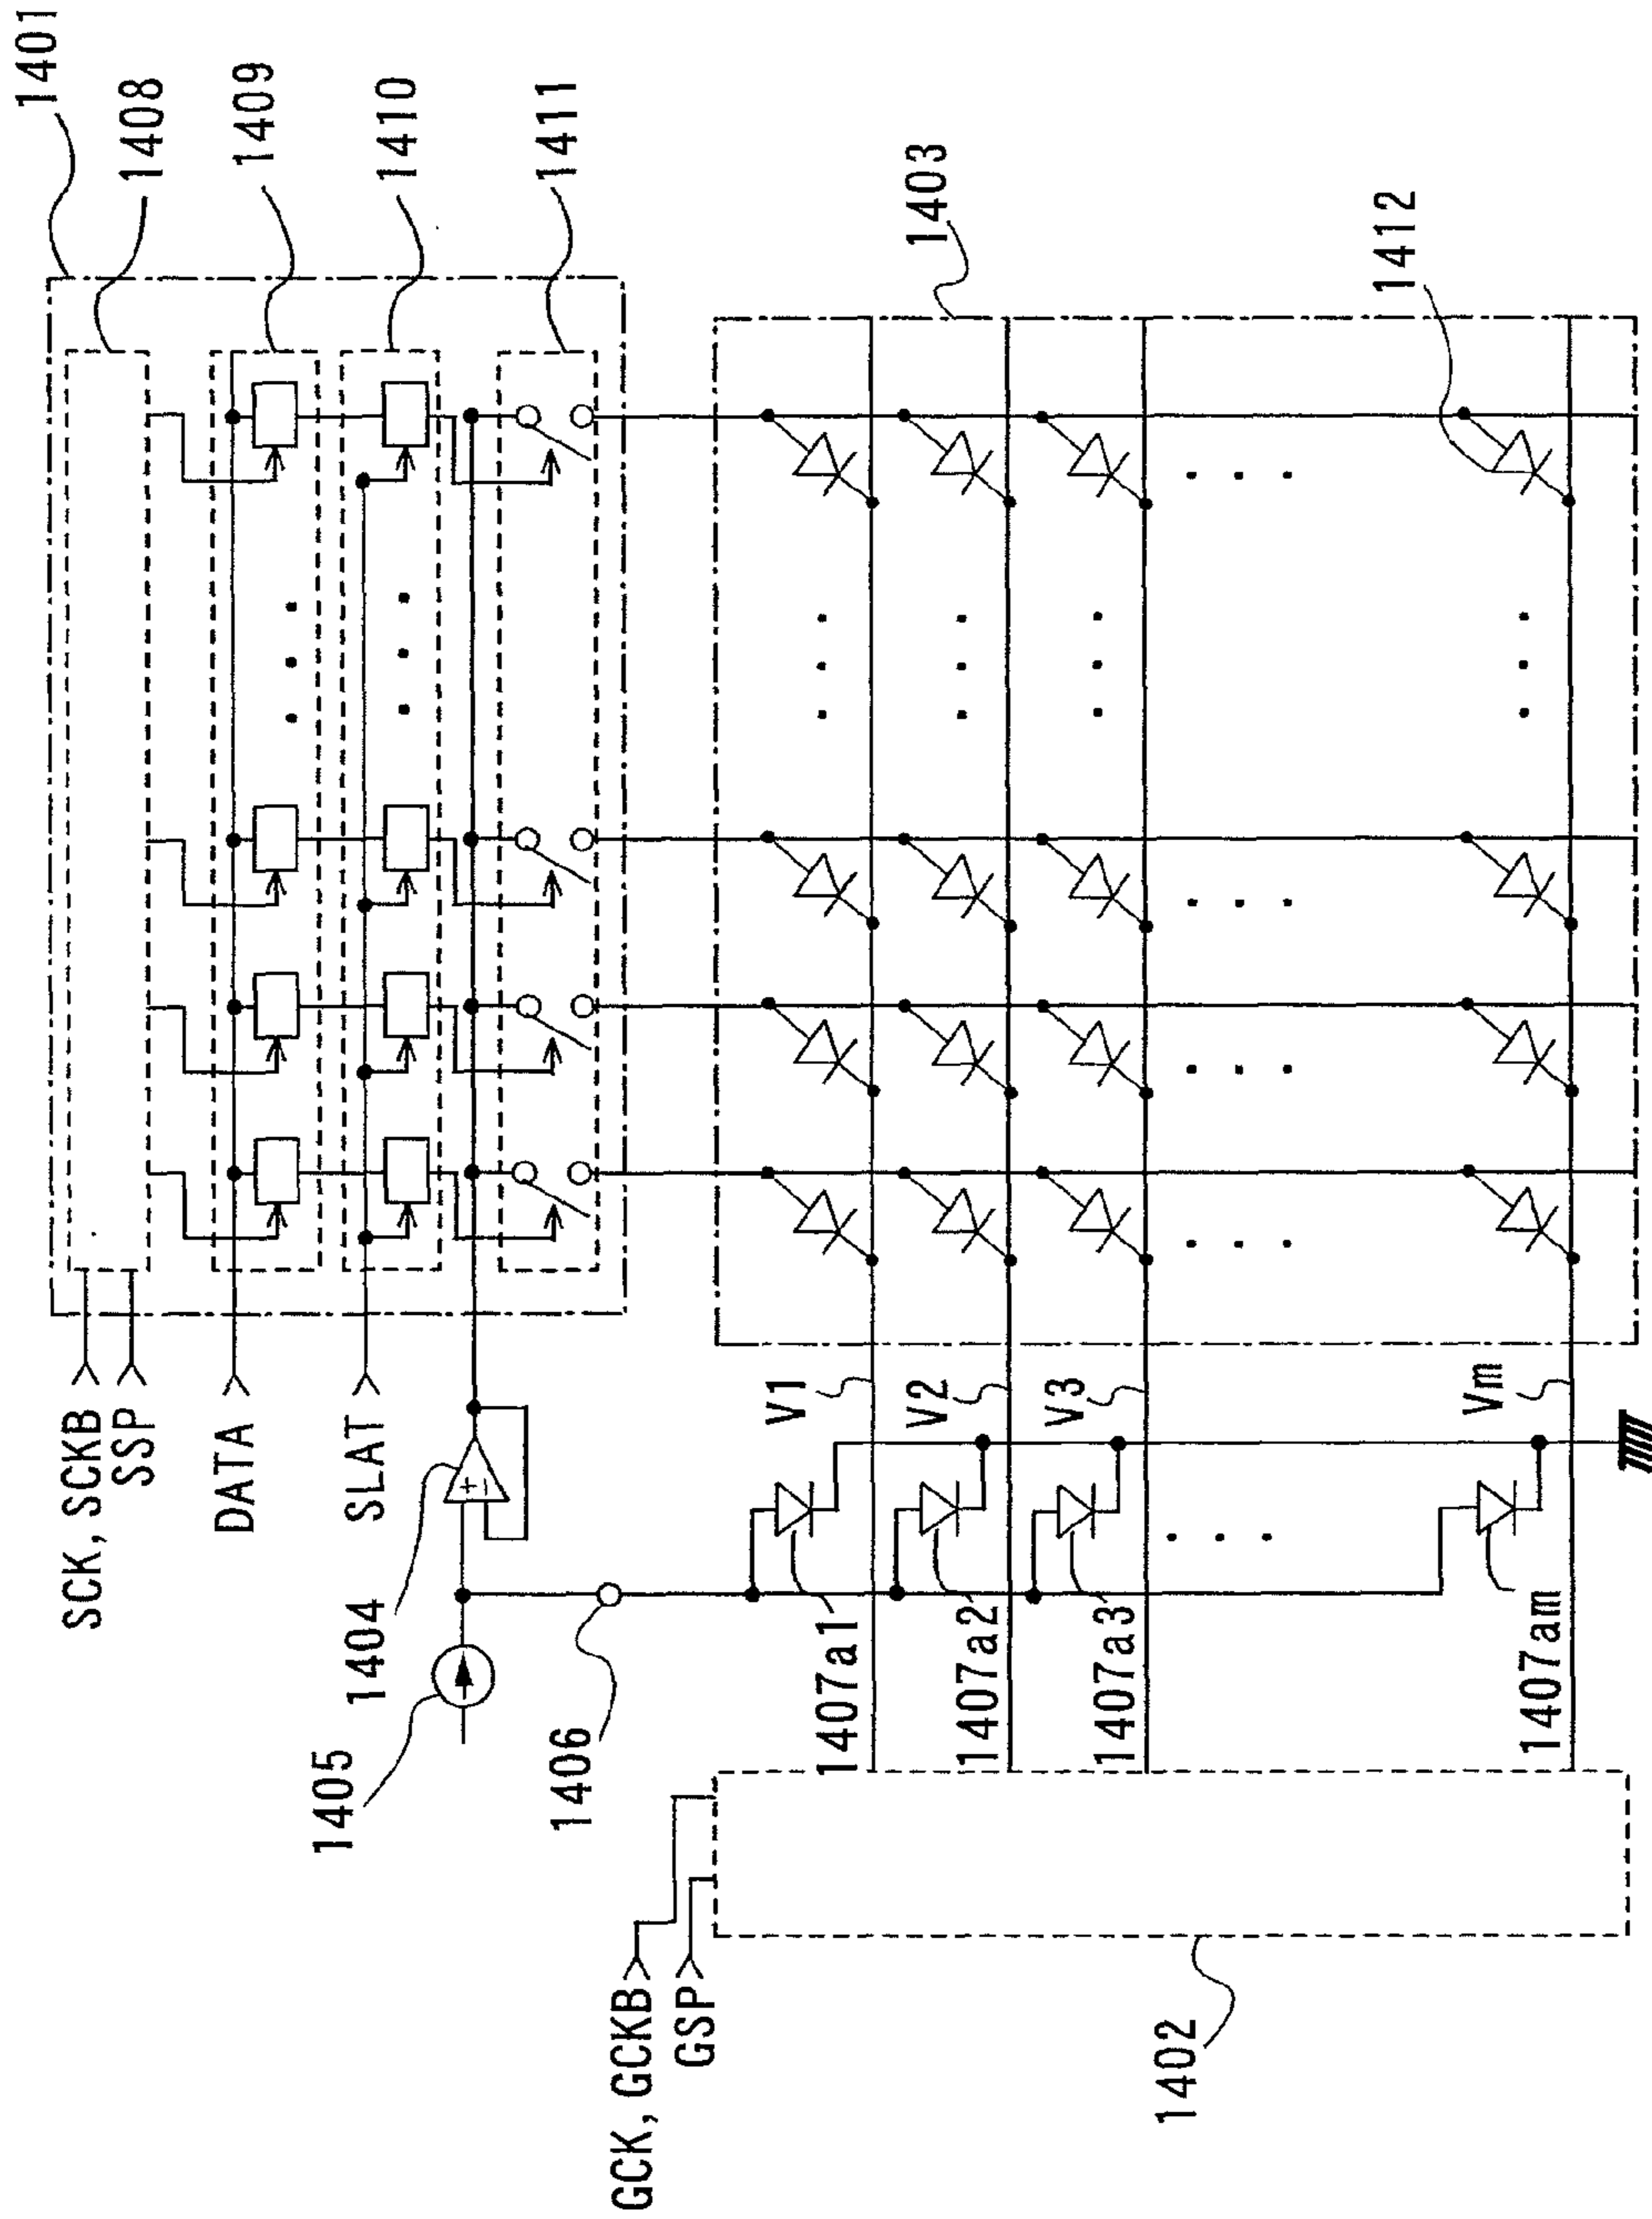 1401
1408
1409
1410
1411
1403
1412
SCK, SCKB
SSP
DATA
SLAT
1404
1405
1406
V1
V2
V3
Vm
1407a1
1407a2
1407a3
1407am
GCK, GCKB
GSP
1402
+
−